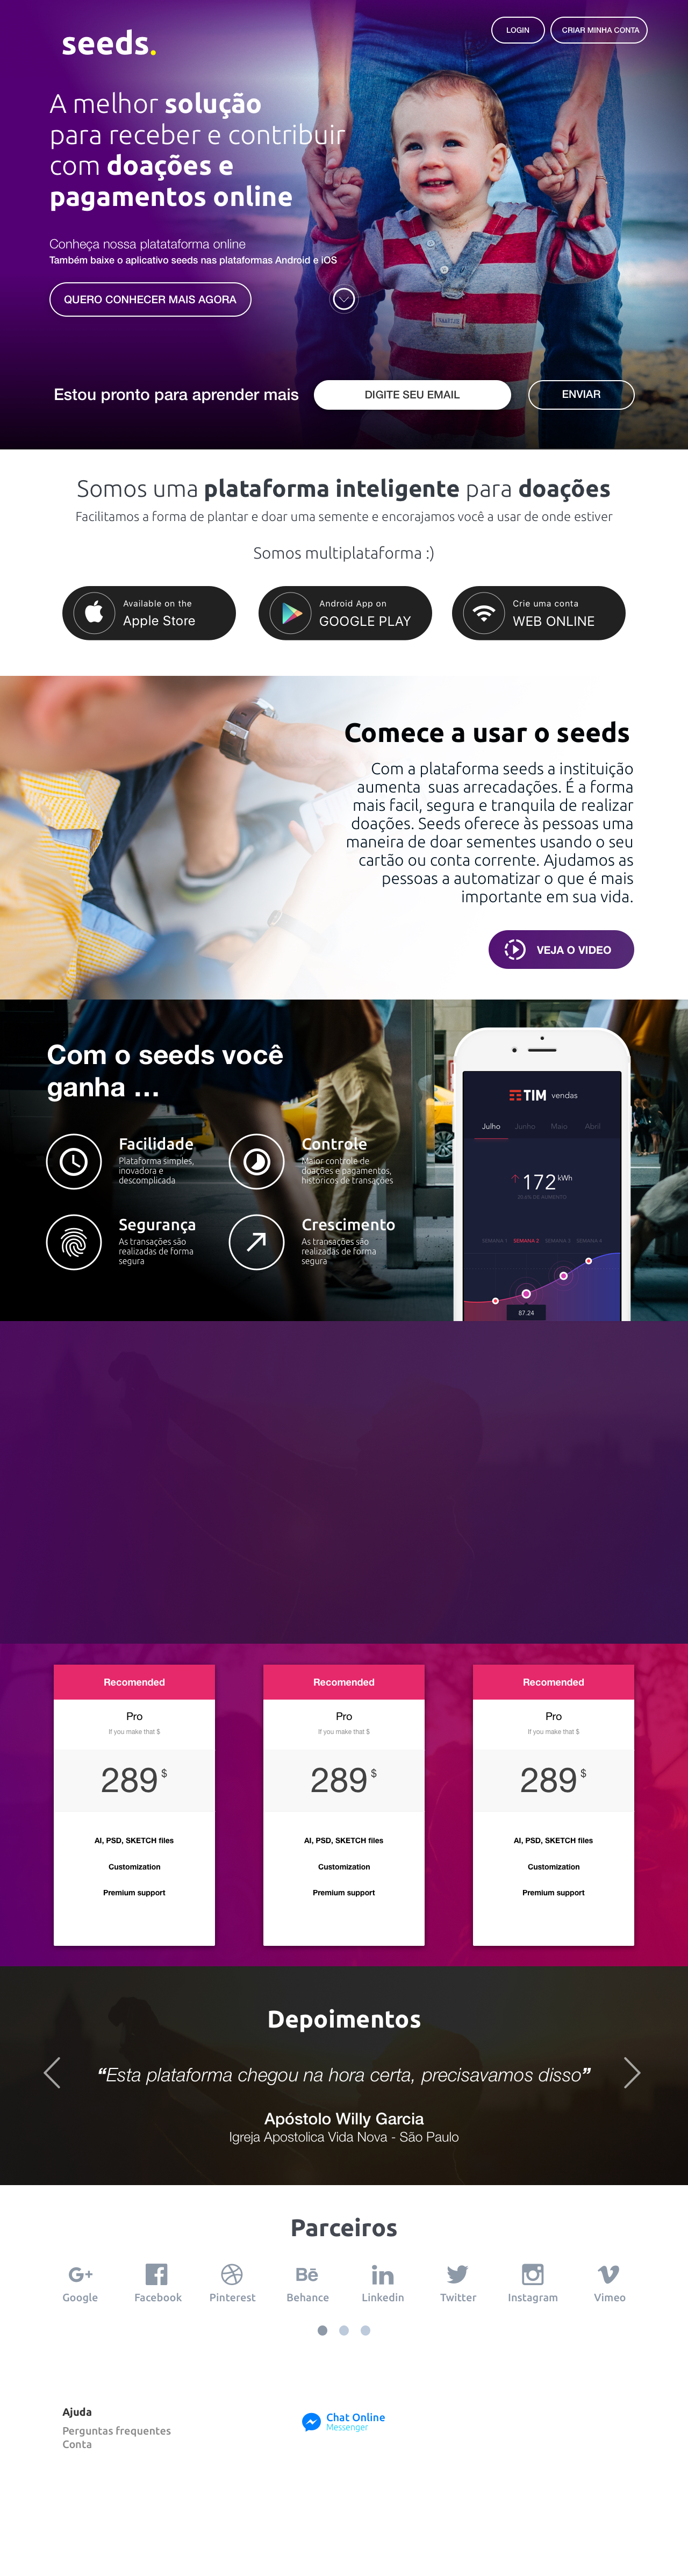 seeds.
LOGIN
CRIAR MINHA CONTA
A melhor solução
para receber e contribuir
com doações e
pagamentos online
Conheça nossa platataforma online
Também baixe o aplicativo seeds nas plataformas Android e iOS
QUERO CONHECER MAIS AGORA
Estou pronto para aprender mais
DIGITE SEU EMAIL
ENVIAR
Somos uma plataforma inteligente para doações
Facilitamos a forma de plantar e doar uma semente e encorajamos você a usar de onde estiver
Somos multiplataforma :)
Available on the
Apple Store
Android App on
GOOGLE PLAY
Crie uma conta
WEB ONLINE
Comece a usar o seeds
Com a plataforma seeds a instituição
aumenta suas arrecadações. É a forma
mais facil, segura e tranquila de realizar
doações. Seeds oferece às pessoas uma
maneira de doar sementes usando o seu
cartão ou conta corrente. Ajudamos as
pessoas a automatizar o que é mais
importante em sua vida.
VEJA O VIDEO
Com o seeds você
ganha ...
Facilidade
Plataforma simples,
inovadora e
descomplicada
Controle
Maior controle de
doações e pagamentos,
históricos de transações
Segurança
As transações são
realizadas de forma
segura
Crescimento
As transações são
realizadas de forma
segura
TIM vendas
Julho Junho Maio Abril
172 kWh
SEMANA 1 SEMANA 2 SEMANA 3 SEMANA 4
87.24
Recomended
Pro
If you make that $
289 $
AI, PSD, SKETCH files
Customization
Premium support
Recomended
Pro
If you make that $
289 $
AI, PSD, SKETCH files
Customization
Premium support
Recomended
Pro
If you make that $
289 $
AI, PSD, SKETCH files
Customization
Premium support
Depoimentos
“Esta plataforma chegou na hora certa, precisavamos disso”
Apóstolo Willy Garcia
Igreja Apostolica Vida Nova - São Paulo
Parceiros
Google
Facebook
Pinterest
Behance
Linkedin
Twitter
Instagram
Vimeo
Ajuda
Perguntas frequentes
Conta
Chat Online
Messenger